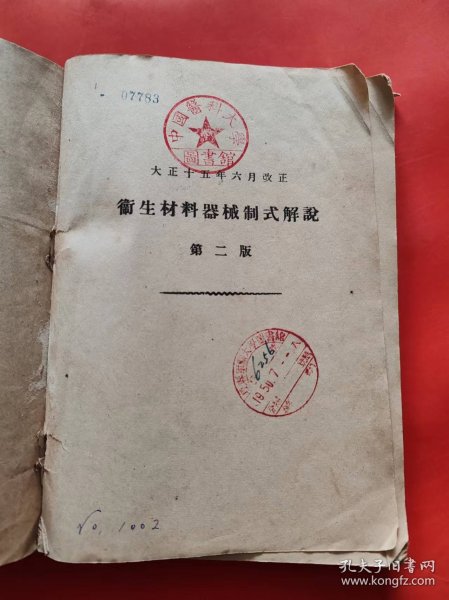 07783
中國醫科大學
圖書館
大正十五年六月改正
衛生材料器械制式解說
第二版
6256
1950.7
No. 1002
孔夫子旧书网
www.kongfz.com